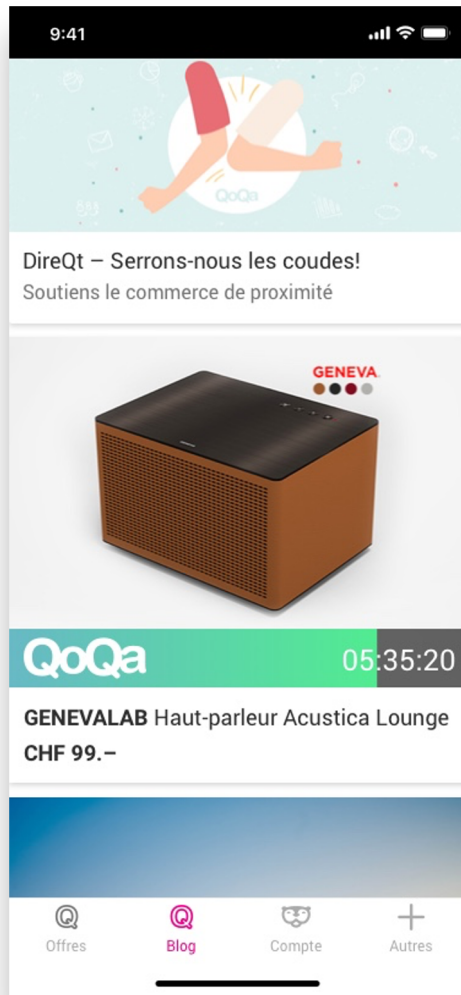 9:41
QoQa
DireQt – Serrons-nous les coudes!
Soutiens le commerce de proximité
GENEVA
QoQa
05:35:20
GENEVALAB Haut-parleur Acustica Lounge
CHF 99.–
Offres
Blog
Compte
Autres